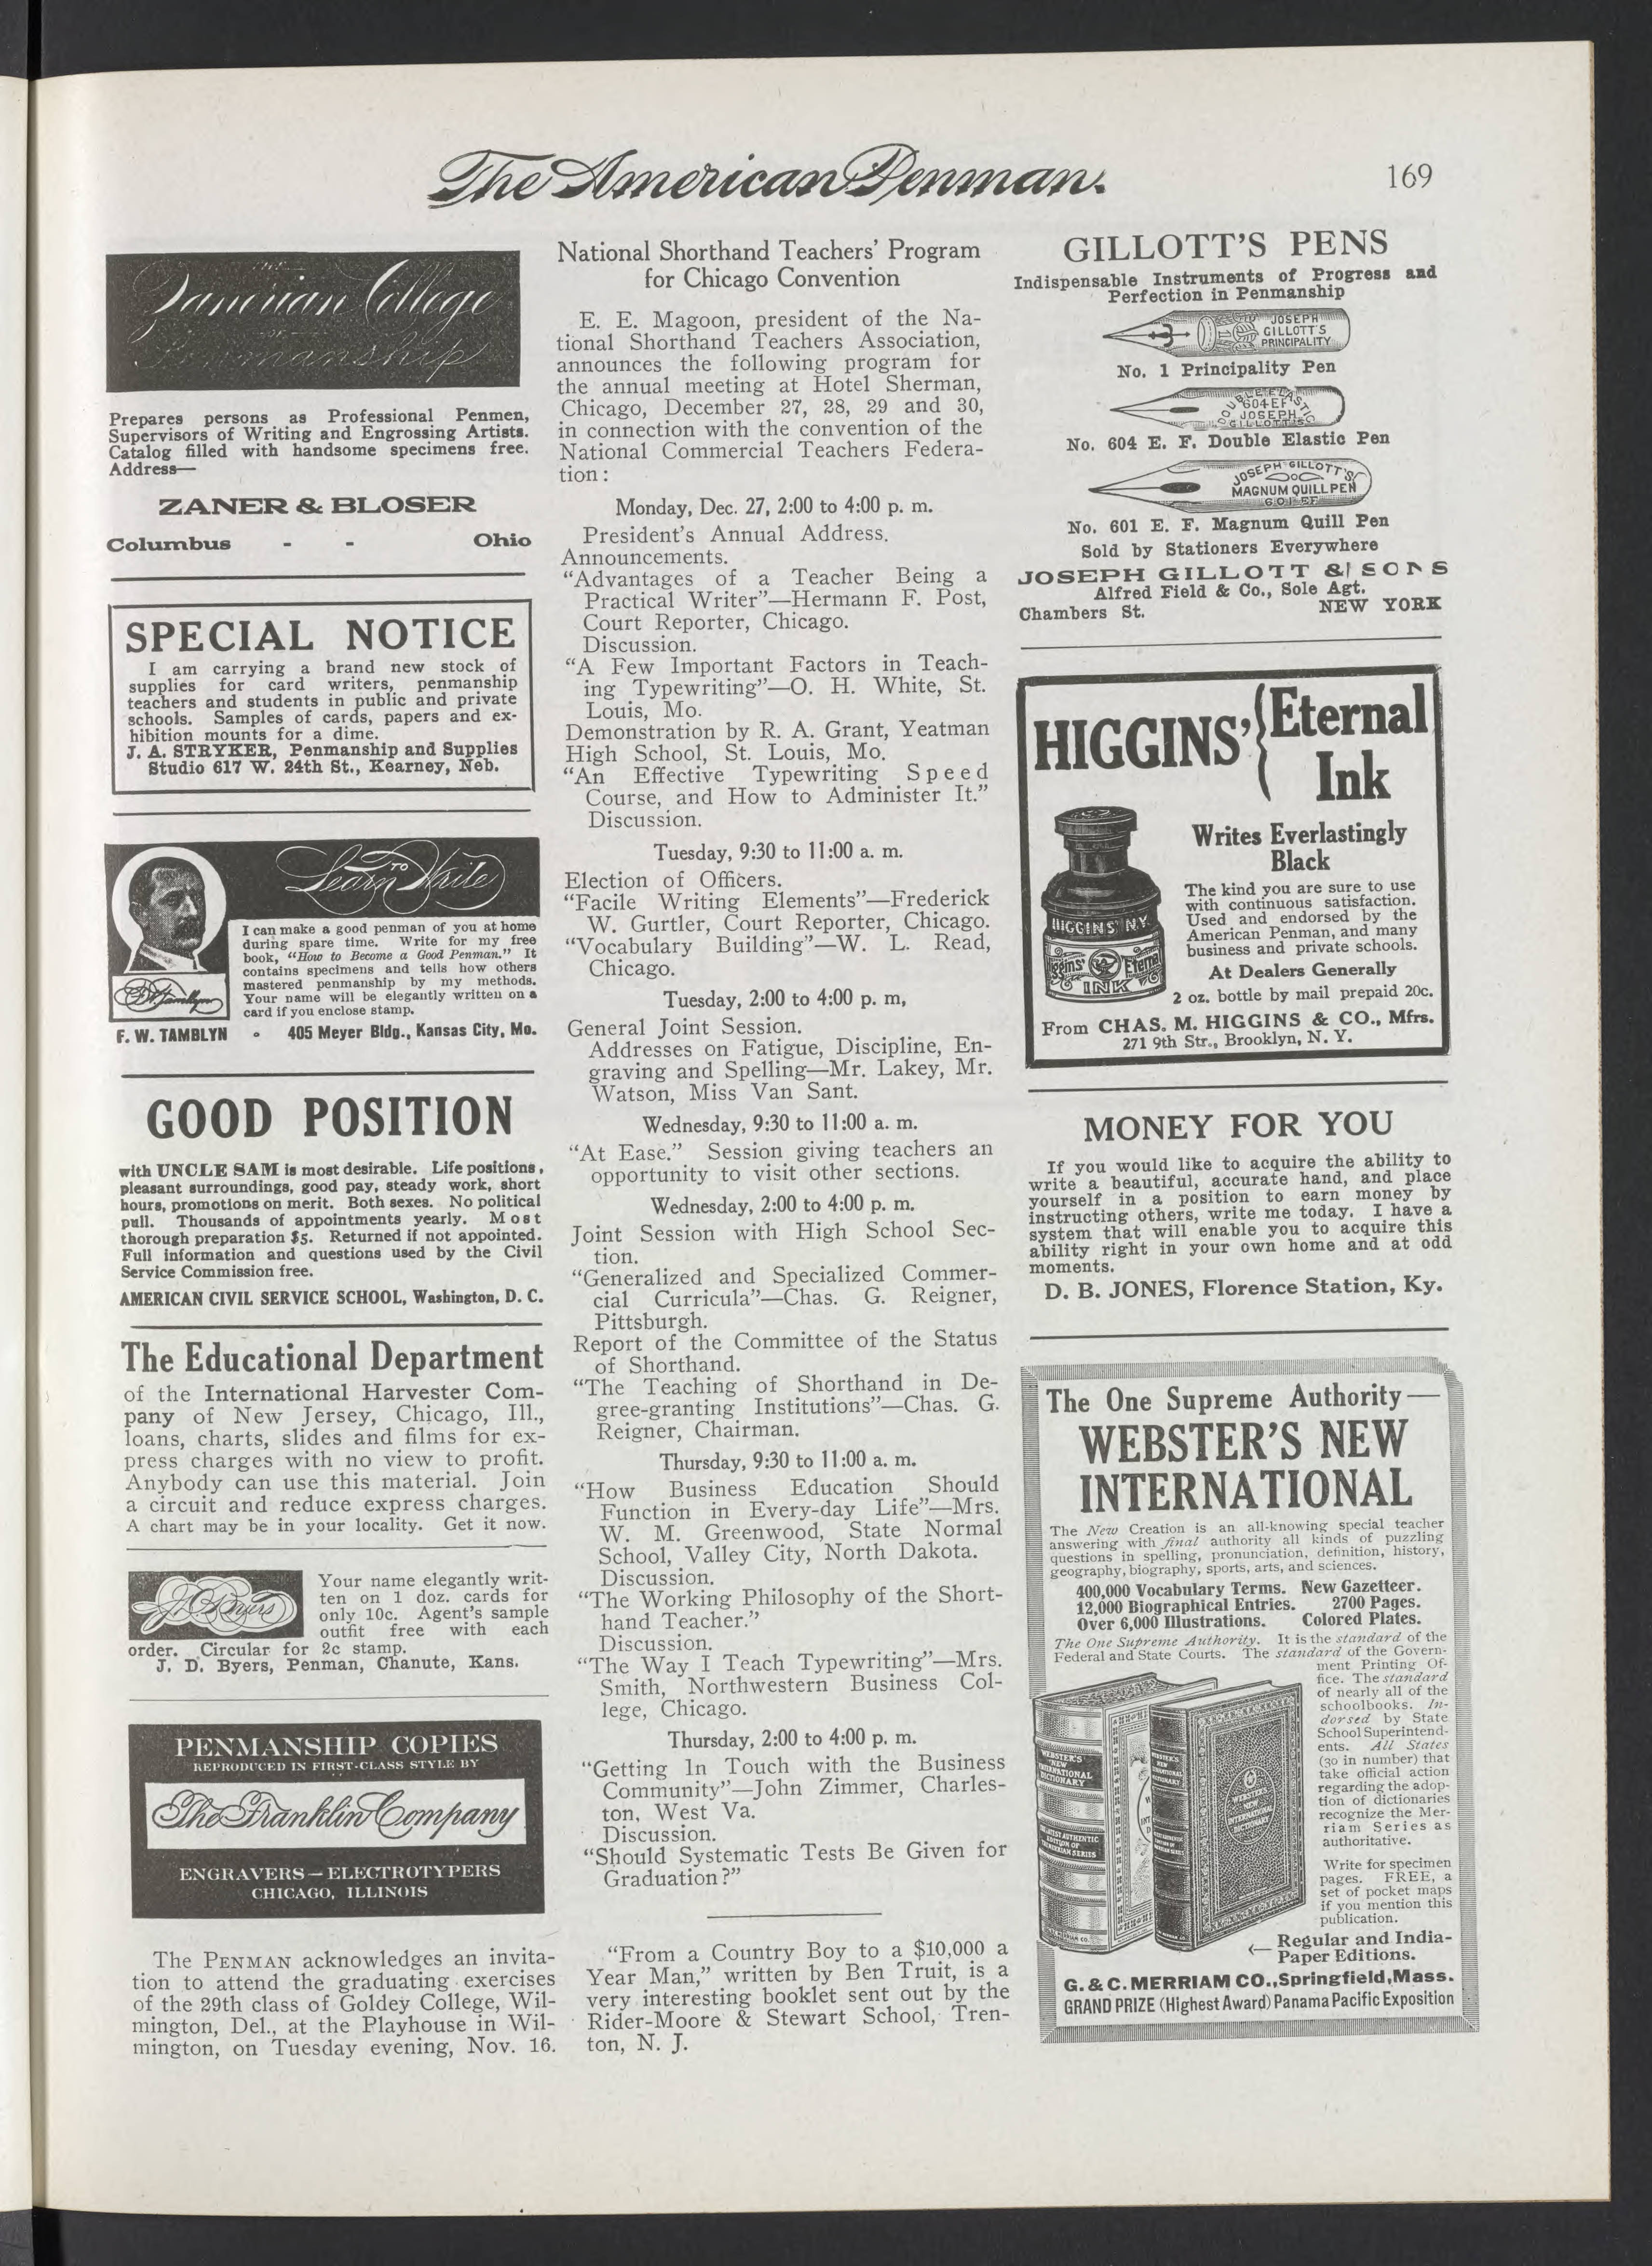 The American Penman.
169
Zanerian College
of
Penmanship
Prepares persons as Professional Penmen,
Supervisors of Writing and Engrossing Artists.
Catalog filled with handsome specimens free.
Address—
ZANER & BLOSER
Columbus - - Ohio
SPECIAL NOTICE
I am carrying a brand new stock of
supplies for card writers, penmanship
teachers and students in public and private
schools. Samples of cards, papers and ex-
hibition mounts for a dime.
J. A. STRYKER, Penmanship and Supplies
Studio 617 W. 24th St., Kearney, Neb.
Learn TO Write
I can make a good penman of you at home
during spare time. Write for my free
book, "How to Become a Good Penman." It
contains specimens and tells how others
mastered penmanship by my methods.
Your name will be elegantly written on a
card if you enclose stamp.
F. W. Tamblyn
F. W. TAMBLYN - 405 Meyer Bldg., Kansas City, Mo.
GOOD POSITION
with UNCLE SAM is most desirable. Life positions,
pleasant surroundings, good pay, steady work, short
hours, promotions on merit. Both sexes. No political
pull. Thousands of appointments yearly. Most
thorough preparation $5. Returned if not appointed.
Full information and questions used by the Civil
Service Commission free.
AMERICAN CIVIL SERVICE SCHOOL, Washington, D. C.
The Educational Department
of the International Harvester Com-
pany of New Jersey, Chicago, Ill.,
loans, charts, slides and films for ex-
press charges with no view to profit.
Anybody can use this material. Join
a circuit and reduce express charges.
A chart may be in your locality. Get it now.
J. D. Byers
Your name elegantly writ-
ten on 1 doz. cards for
only 10c. Agent's sample
outfit free with each
order. Circular for 2c stamp.
J. D. Byers, Penman, Chanute, Kans.
PENMANSHIP COPIES
REPRODUCED IN FIRST-CLASS STYLE BY
The Franklin Company
ENGRAVERS — ELECTROTYPERS
CHICAGO, ILLINOIS
The PENMAN acknowledges an invita-
tion to attend the graduating exercises
of the 29th class of Goldey College, Wil-
mington, Del., at the Playhouse in Wil-
mington, on Tuesday evening, Nov. 16.
National Shorthand Teachers' Program
for Chicago Convention
E. E. Magoon, president of the Na-
tional Shorthand Teachers Association,
announces the following program for
the annual meeting at Hotel Sherman,
Chicago, December 27, 28, 29 and 30,
in connection with the convention of the
National Commercial Teachers Federa-
tion:
Monday, Dec. 27, 2:00 to 4:00 p. m.
President's Annual Address.
Announcements.
"Advantages of a Teacher Being a
Practical Writer"—Hermann F. Post,
Court Reporter, Chicago.
Discussion.
"A Few Important Factors in Teach-
ing Typewriting"—O. H. White, St.
Louis, Mo.
Demonstration by R. A. Grant, Yeatman
High School, St. Louis, Mo.
"An Effective Typewriting Speed
Course, and How to Administer It."
Discussion.
Tuesday, 9:30 to 11:00 a. m.
Election of Officers.
"Facile Writing Elements"—Frederick
W. Gurtler, Court Reporter, Chicago.
"Vocabulary Building"—W. L. Read,
Chicago.
Tuesday, 2:00 to 4:00 p. m,
General Joint Session.
Addresses on Fatigue, Discipline, En-
graving and Spelling—Mr. Lakey, Mr.
Watson, Miss Van Sant.
Wednesday, 9:30 to 11:00 a. m.
"At Ease." Session giving teachers an
opportunity to visit other sections.
Wednesday, 2:00 to 4:00 p. m.
Joint Session with High School Sec-
tion.
"Generalized and Specialized Commer-
cial Curricula"—Chas. G. Reigner,
Pittsburgh.
Report of the Committee of the Status
of Shorthand.
"The Teaching of Shorthand in De-
gree-granting Institutions"—Chas. G.
Reigner, Chairman.
Thursday, 9:30 to 11:00 a. m.
"How Business Education Should
Function in Every-day Life"—Mrs.
W. M. Greenwood, State Normal
School, Valley City, North Dakota.
Discussion.
"The Working Philosophy of the Short-
hand Teacher."
Discussion.
"The Way I Teach Typewriting"—Mrs.
Smith, Northwestern Business Col-
lege, Chicago.
Thursday, 2:00 to 4:00 p. m.
"Getting In Touch with the Business
Community"—John Zimmer, Charles-
ton, West Va.
Discussion.
"Should Systematic Tests Be Given for
Graduation?"
"From a Country Boy to a $10,000 a
Year Man," written by Ben Truit, is a
very interesting booklet sent out by the
Rider-Moore & Stewart School, Tren-
ton, N. J.
GILLOTT'S PENS
Indispensable Instruments of Progress and
Perfection in Penmanship
JOSEPH
GILLOTT'S
PRINCIPALITY
No. 1 Principality Pen
DOUBLE ELASTIC
604 EF
JOSEPH
GILLOTT'S
No. 604 E. F. Double Elastic Pen
JOSEPH GILLOTT'S
MAGNUM QUILL PEN
601 EF
No. 601 E. F. Magnum Quill Pen
Sold by Stationers Everywhere
JOSEPH GILLOTT & SONS
Alfred Field & Co., Sole Agt.
Chambers St. NEW YORK
HIGGINS' { Eternal
Ink
Writes Everlastingly
Black
The kind you are sure to use
with continuous satisfaction.
Used and endorsed by the
American Penman, and many
business and private schools.
HIGGINS' N.Y.
Higgins' Eternal
INK
At Dealers Generally
2 oz. bottle by mail prepaid 20c.
From CHAS. M. HIGGINS & CO., Mfrs.
271 9th Str., Brooklyn, N. Y.
MONEY FOR YOU
If you would like to acquire the ability to
write a beautiful, accurate hand, and place
yourself in a position to earn money by
instructing others, write me today. I have a
system that will enable you to acquire this
ability right in your own home and at odd
moments.
D. B. JONES, Florence Station, Ky.
The One Supreme Authority—
WEBSTER'S NEW
INTERNATIONAL
The New Creation is an all-knowing special teacher
answering with final authority all kinds of puzzling
questions in spelling, pronunciation, definition, history,
geography, biography, sports, arts, and sciences.
400,000 Vocabulary Terms. New Gazetteer.
12,000 Biographical Entries. 2700 Pages.
Over 6,000 Illustrations. Colored Plates.
The One Supreme Authority. It is the standard of the
Federal and State Courts. The standard of the Govern-
ment Printing Of-
fice. The standard
of nearly all of the
schoolbooks. In-
dorsed by State
School Superintend-
ents. All States
(30 in number) that
take official action
regarding the adop-
tion of dictionaries
recognize the Mer-
riam Series as
authoritative.
WEBSTER'S
NEW
INTERNATIONAL
DICTIONARY
Write for specimen
pages. FREE, a
set of pocket maps
if you mention this
publication.
Regular and India-
Paper Editions.
G. & C. MERRIAM CO., Springfield, Mass.
GRAND PRIZE (Highest Award) Panama Pacific Exposition